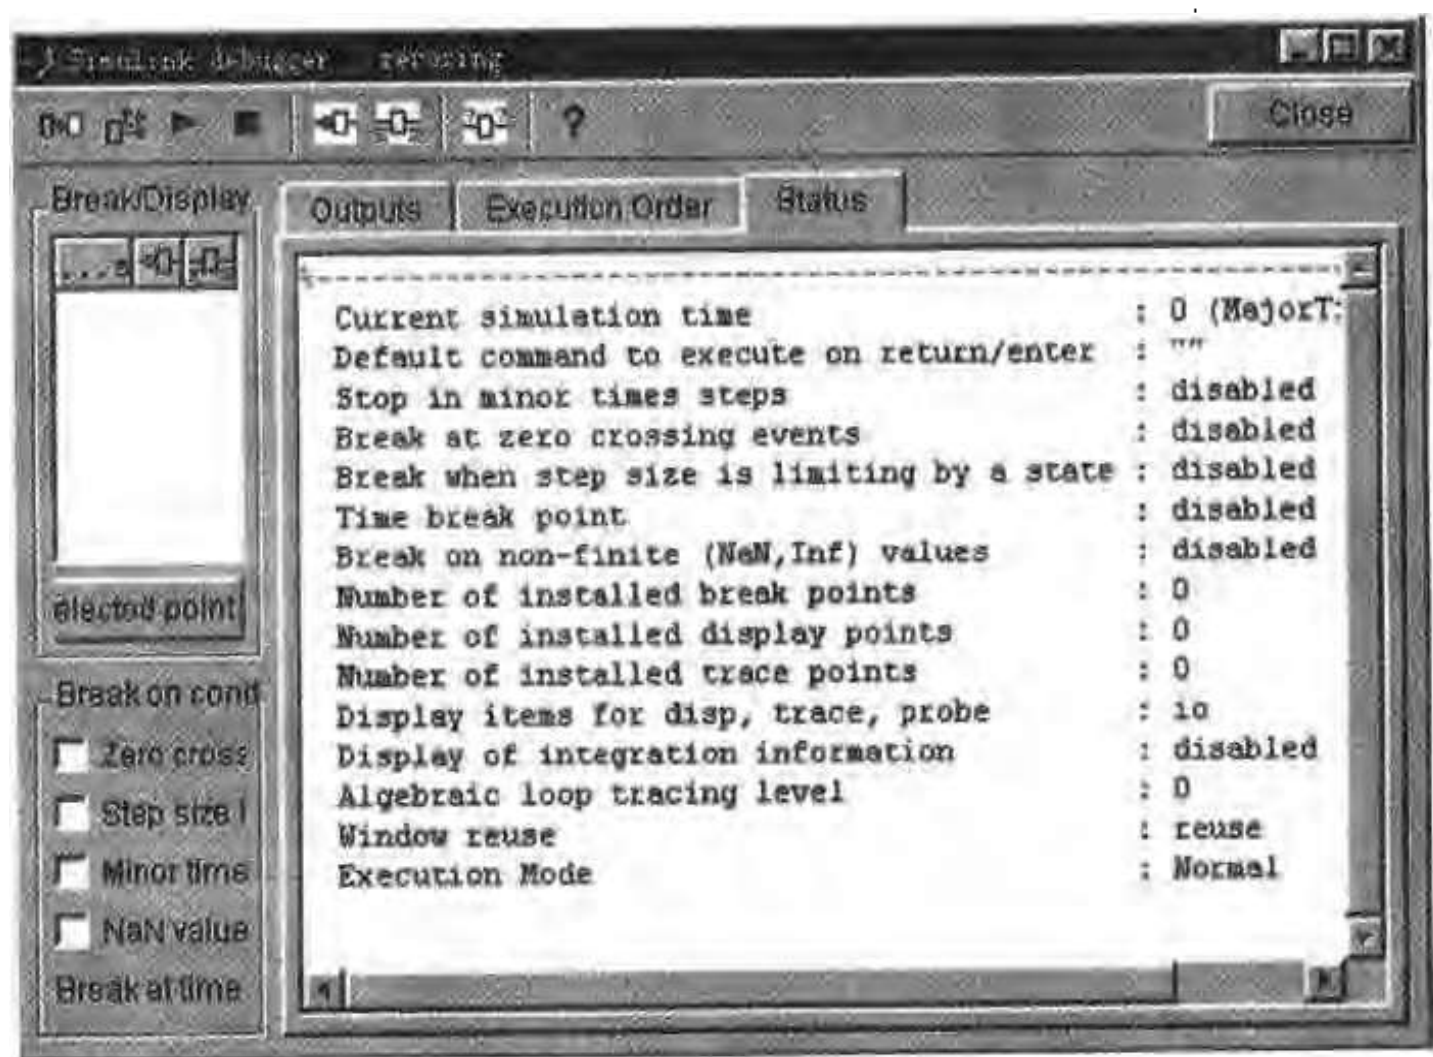 Simulink debugger
?
Close
Break/Display
Outputs
Execution Order
Status
Current simulation time : 0 (MajorT
Default command to execute on return/enter : ""
Stop in minor times steps : disabled
Break at zero crossing events : disabled
Break when step size is limiting by a state : disabled
Time break point : disabled
Break on non-finite (NaN,Inf) values : disabled
Number of installed break points : 0
Number of installed display points : 0
Number of installed trace points : 0
Display items for disp, trace, probe : io
Display of integration information : disabled
Algebraic loop tracing level : 0
Window reuse : reuse
Execution Mode : Normal
elected point
Break on cond
Zero cross
Step size l
Minor time
NaN value
Break at time